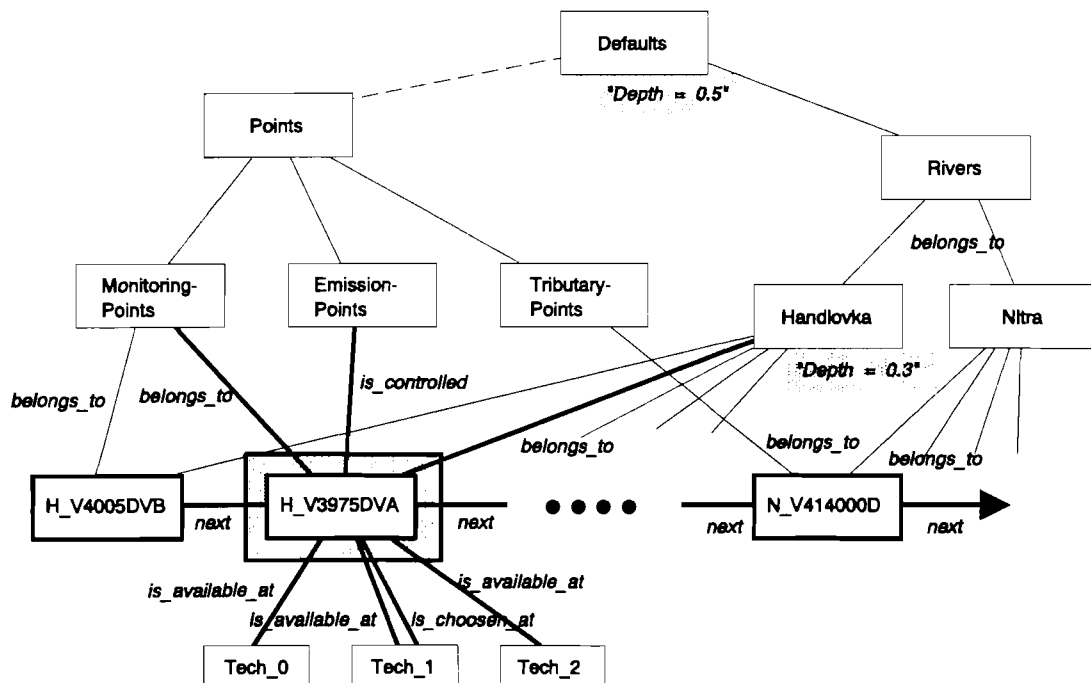 Defaults
"Depth = 0.5"
Points
Rivers
belongs_to
Monitoring-
Points
Emission-
Points
Tributary-
Points
Handlovka
Nitra
"Depth = 0.3"
is_controlled
belongs_to
belongs_to
belongs_to
belongs_to
belongs_to
H_V4005DVB
next
H_V3975DVA
next
next
N_V414000D
next
is_available_at
is_available_at
is_available_at
is_choosen_at
Tech_0
Tech_1
Tech_2